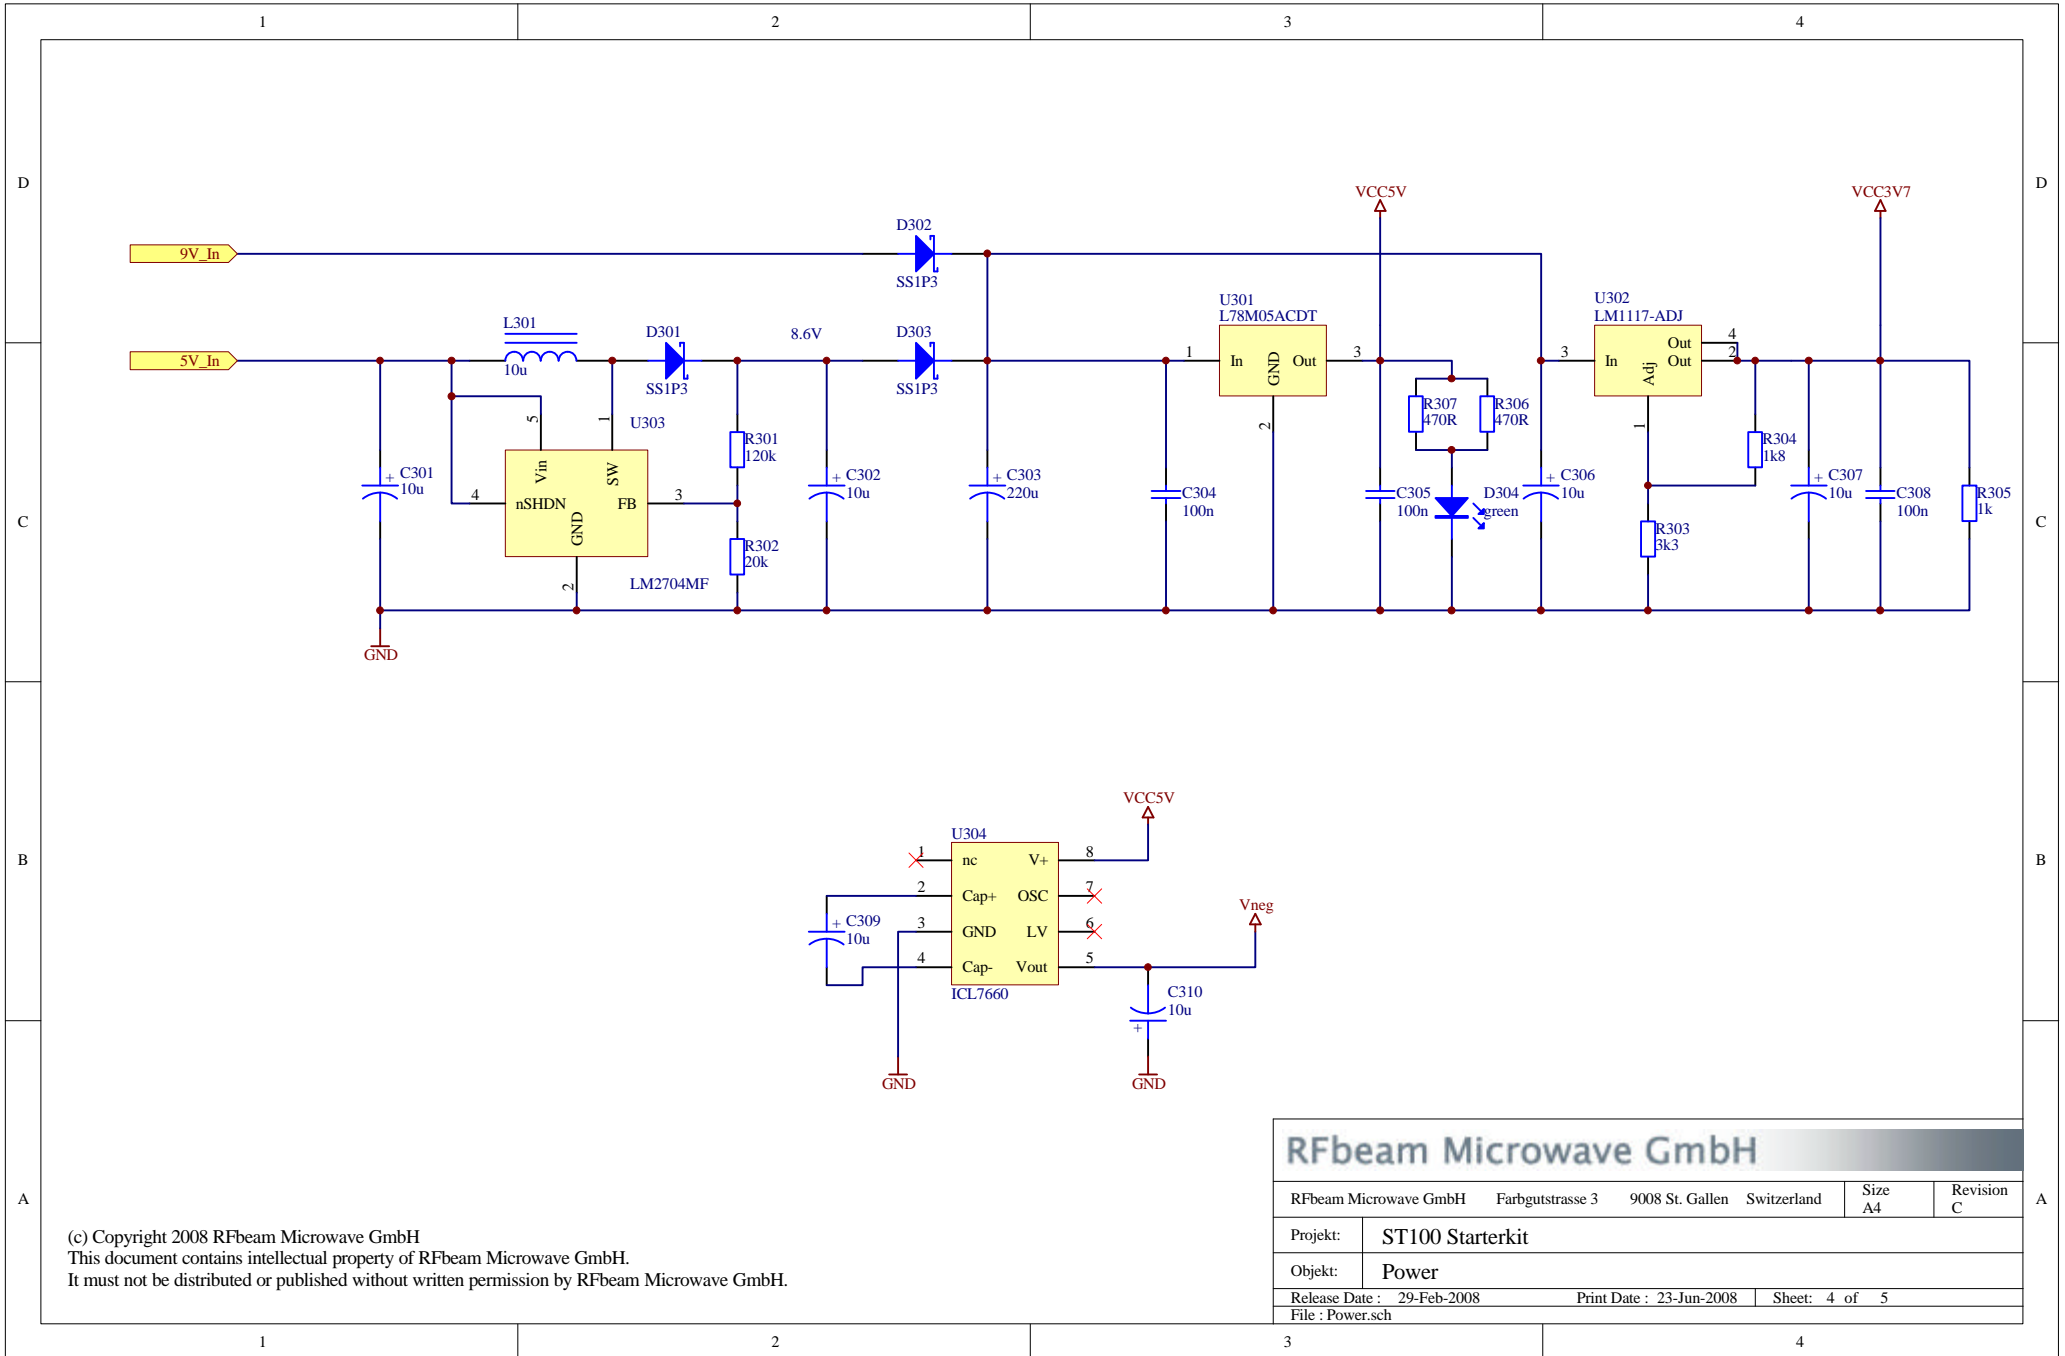 1 2 3 4
D D
VCC5V VCC3V7
D302
9V_In
SS1P3
U301 U302
L78M05ACDT LM1117-ADJ
L301
D301 8.6V D303
4
5V_In 1 In GND Out 3 3 In Adj Out
Out 2
10u
SS1P3 SS1P3
R307 R306
470R 470R
5 1 U303 2 1
R301
120k
R304
1k8
Vin SW
C301
10u
C302
10u
C303
220u
C304
100n
C305
100n
D304
green
C306
10u
C307
10u
C308
100n
R305
1k
+ + + + +
4 nSHDN FB 3
GND
C C
R302
20k
R303
3k3
2 LM2704MF
GND
VCC5V
U304
1 nc V+ 8
B B
2 Cap+ OSC 7
Vneg
+ C309
10u
3 GND LV 6
4 Cap- Vout 5
ICL7660
C310
10u
+
GND GND
RFbeam Microwave GmbH
RFbeam Microwave GmbH Farbgutstrasse 3 9008 St. Gallen Switzerland Size
A4 Revision
C
A A
Projekt: ST100 Starterkit
Objekt: Power
Release Date : 29-Feb-2008 Print Date : 23-Jun-2008 Sheet: 4 of 5
File : Power.sch
(c) Copyright 2008 RFbeam Microwave GmbH
This document contains intellectual property of RFbeam Microwave GmbH.
It must not be distributed or published without written permission by RFbeam Microwave GmbH.
1 2 3 4